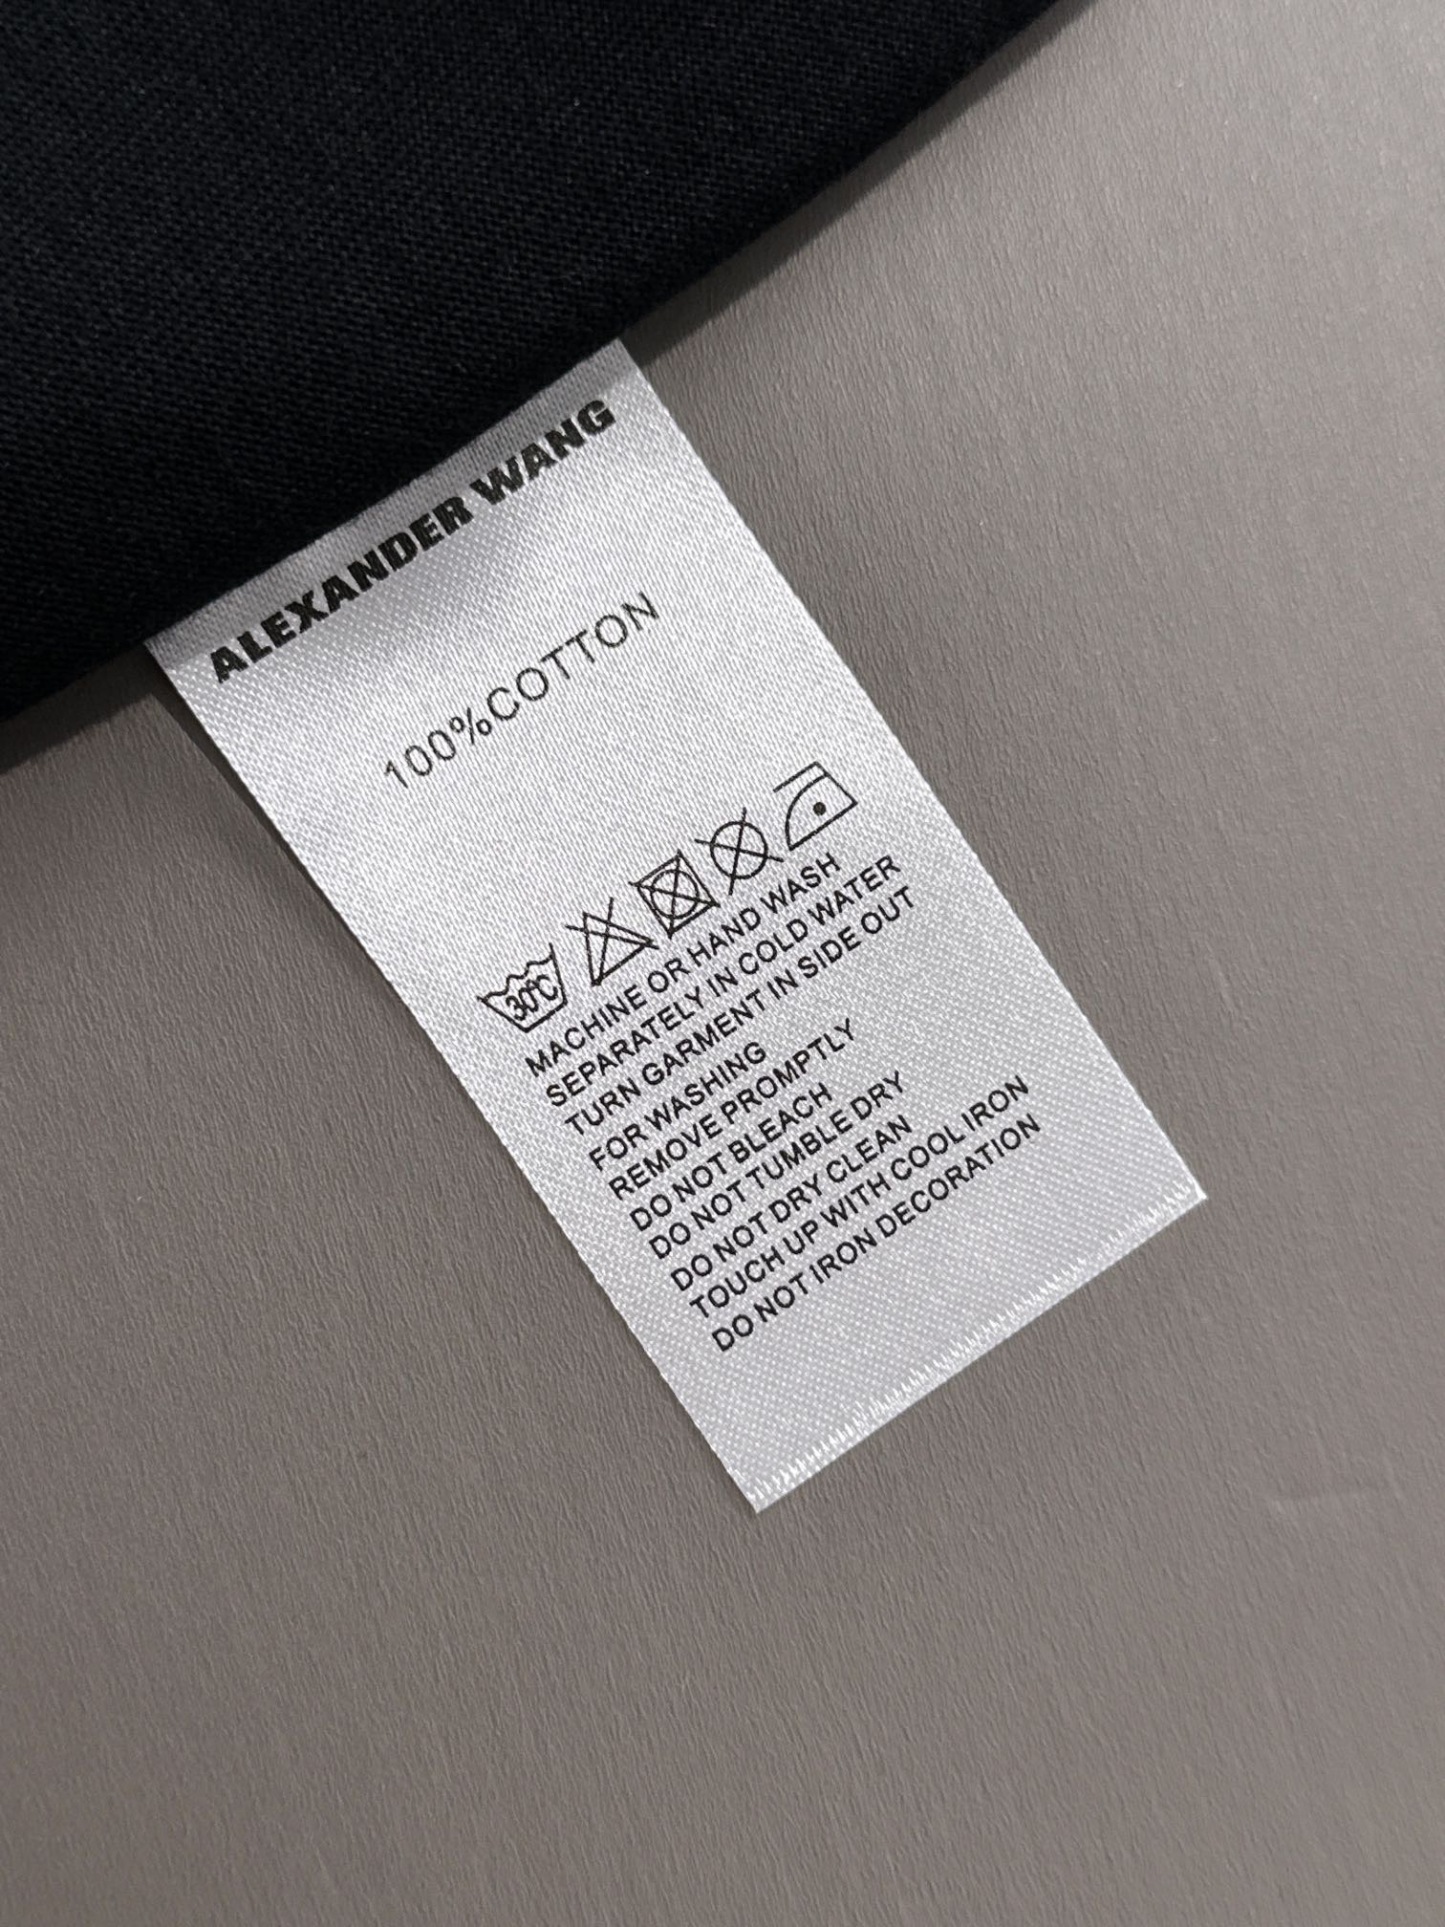 ALEXANDER WANG
100%COTTON
30°C
MACHINE OR HAND WASH
SEPARATELY IN COLD WATER
TURN GARMENT IN SIDE OUT
FOR WASHING
REMOVE PROMPTLY
DO NOT BLEACH
DO NOT TUMBLE DRY
DO NOT DRY CLEAN
TOUCH UP WITH COOL IRON
DO NOT IRON DECORATION